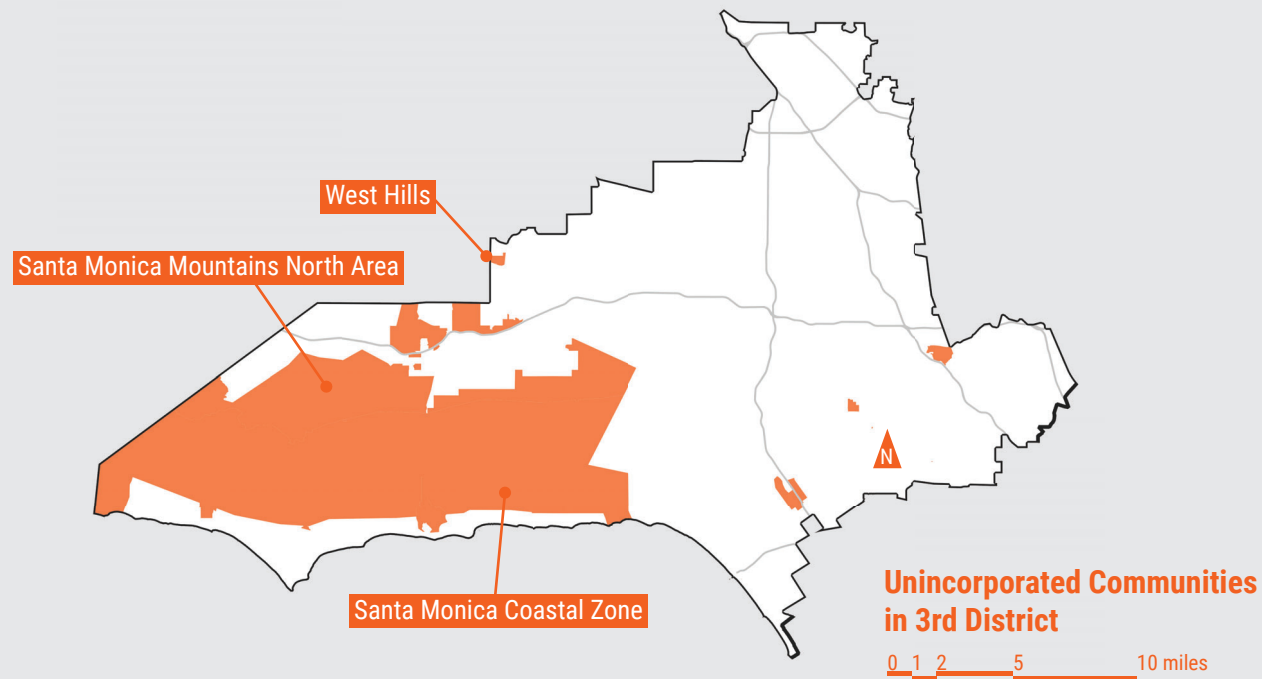 West Hills
Santa Monica Mountains North Area
N
Santa Monica Coastal Zone
Unincorporated Communities
in 3rd District
0 1 2 5 10 miles